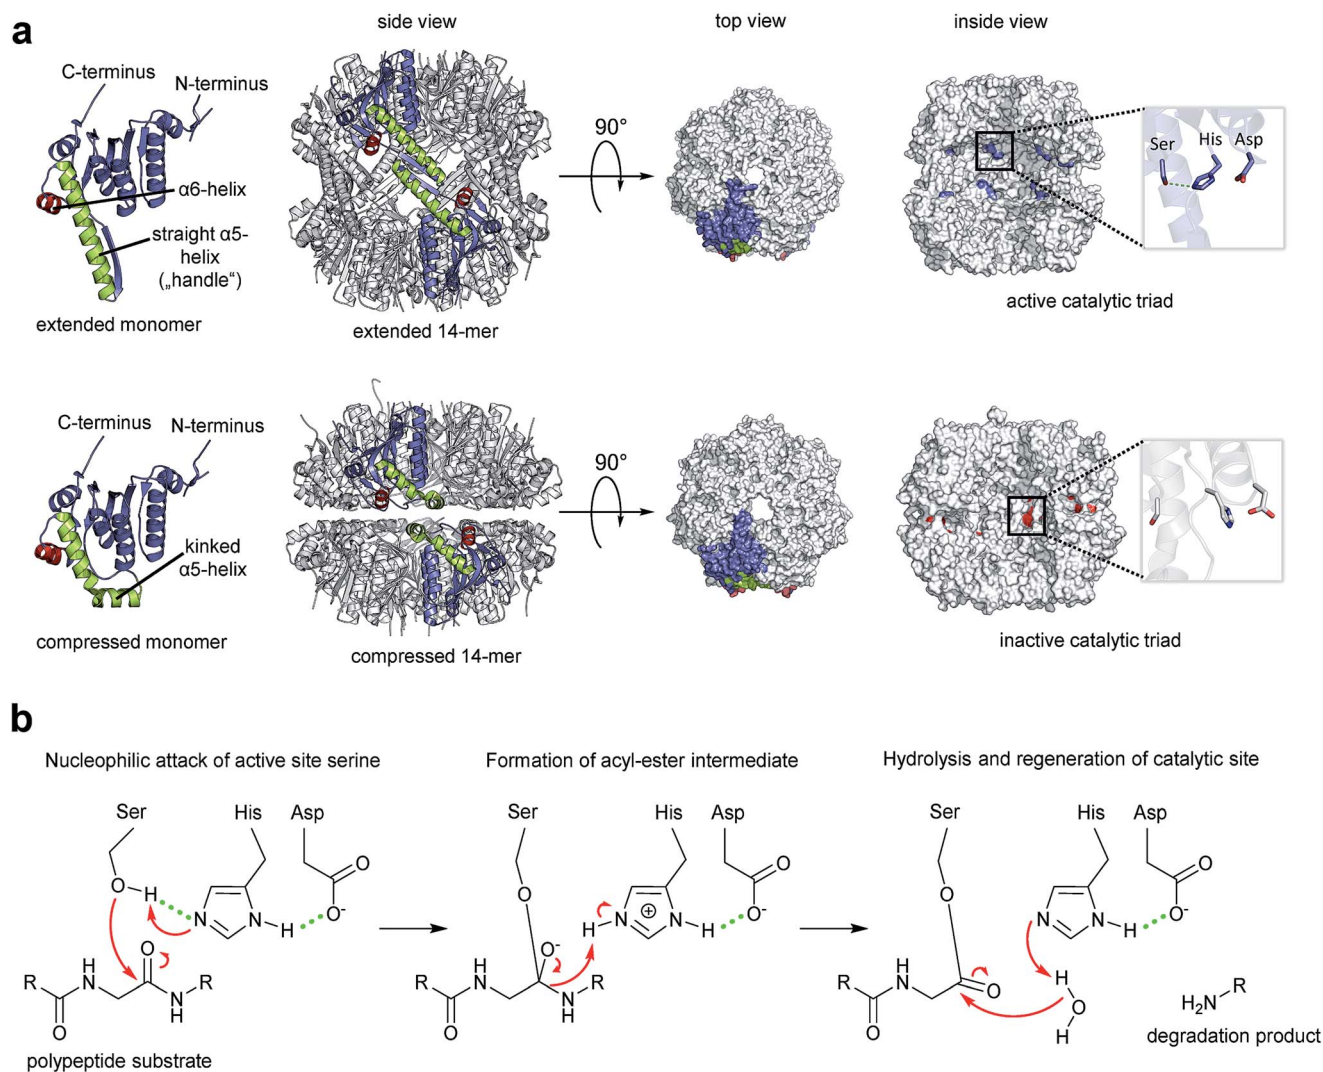 a
side view
top view
inside view
C-terminus
N-terminus
α6-helix
straight α5-
helix
(„handle“)
extended monomer
extended 14-mer
90°
Ser
His
Asp
active catalytic triad
C-terminus
N-terminus
kinked
α5-helix
compressed monomer
compressed 14-mer
90°
inactive catalytic triad
b
Nucleophilic attack of active site serine
Formation of acyl-ester intermediate
Hydrolysis and regeneration of catalytic site
Ser His Asp
O H N N H O O-
O
R H N N H R
O
polypeptide substrate
Ser His Asp
O H N N H O O-
O-
R H N N H R
O
Ser His Asp
O N N H O O-
R H N O
O
H O H
H2N R
degradation product